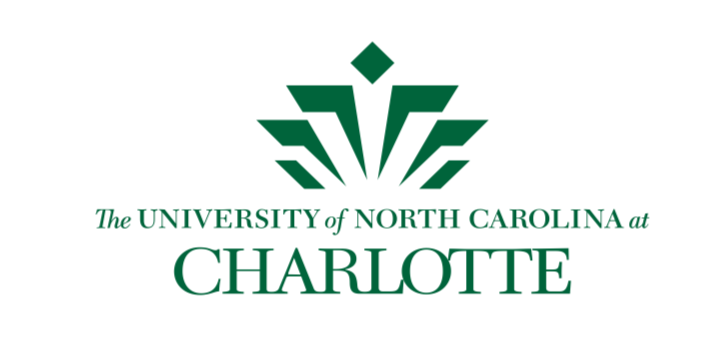 The UNIVERSITY of NORTH CAROLINA at
CHARLOTTE